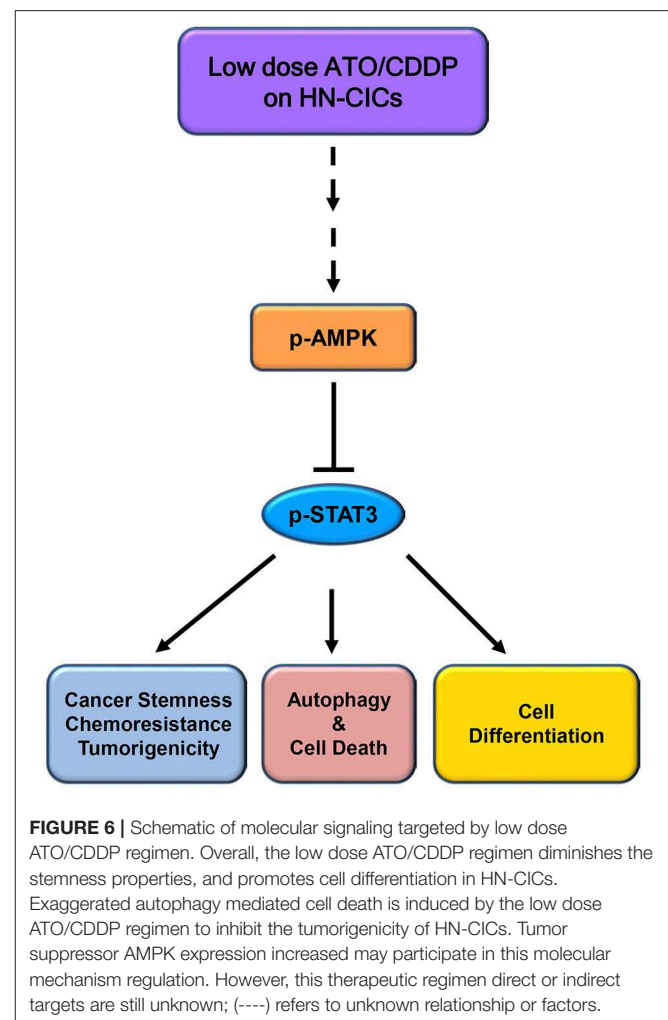 Low dose ATO/CDDP
on HN-CICs
p-AMPK
p-STAT3
Cancer Stemness
Chemoresistance
Tumorigenicity
Autophagy
&
Cell Death
Cell
Differentiation
FIGURE 6 | Schematic of molecular signaling targeted by low dose
ATO/CDDP regimen. Overall, the low dose ATO/CDDP regimen diminishes the
stemness properties, and promotes cell differentiation in HN-CICs.
Exaggerated autophagy mediated cell death is induced by the low dose
ATO/CDDP regimen to inhibit the tumorigenicity of HN-CICs. Tumor
suppressor AMPK expression increased may participate in this molecular
mechanism regulation. However, this therapeutic regimen direct or indirect
targets are still unknown; (----) refers to unknown relationship or factors.